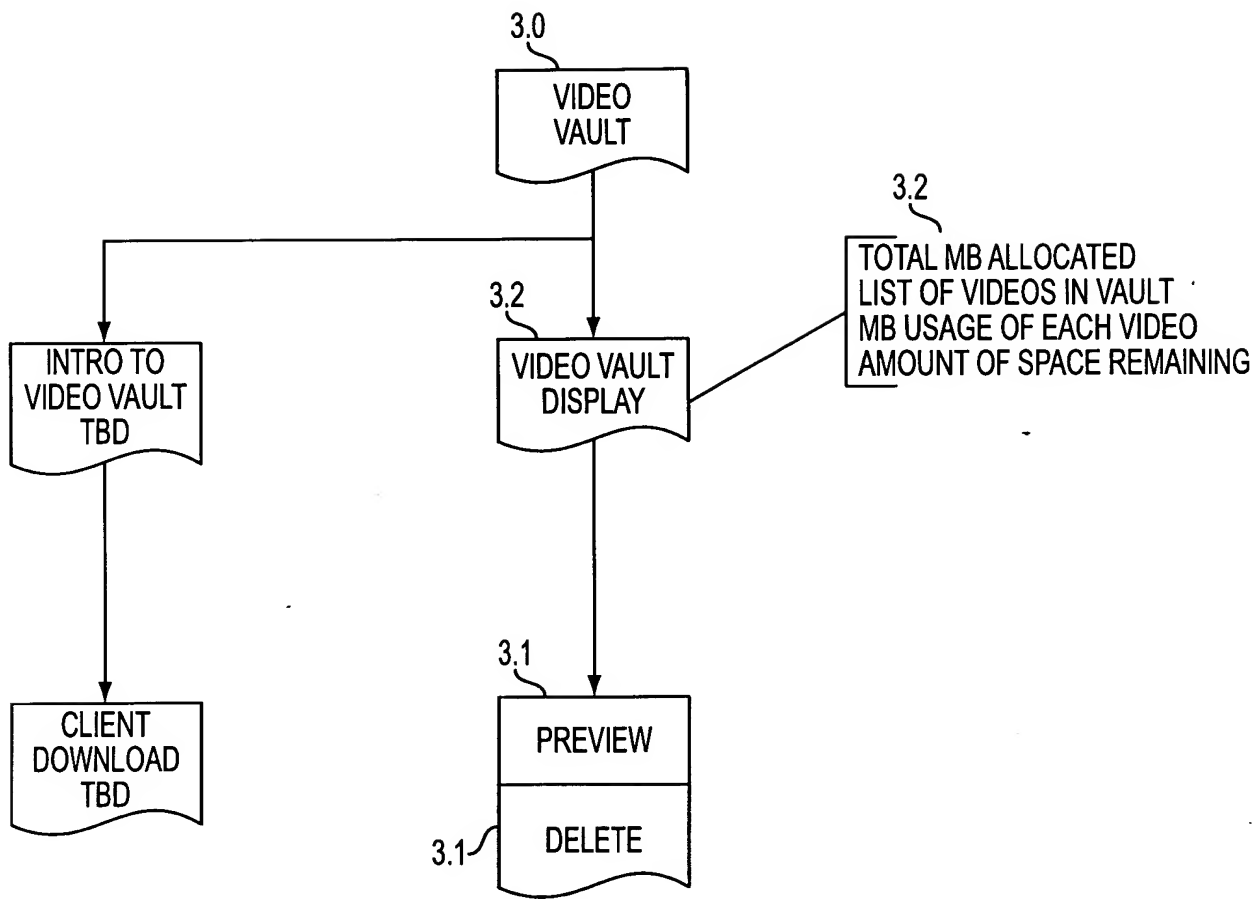 3.0
VIDEO
VAULT
3.2
TOTAL MB ALLOCATED
LIST OF VIDEOS IN VAULT
MB USAGE OF EACH VIDEO
AMOUNT OF SPACE REMAINING
INTRO TO
VIDEO VAULT
TBD
3.2
VIDEO VAULT
DISPLAY
CLIENT
DOWNLOAD
TBD
3.1
PREVIEW
3.1
DELETE